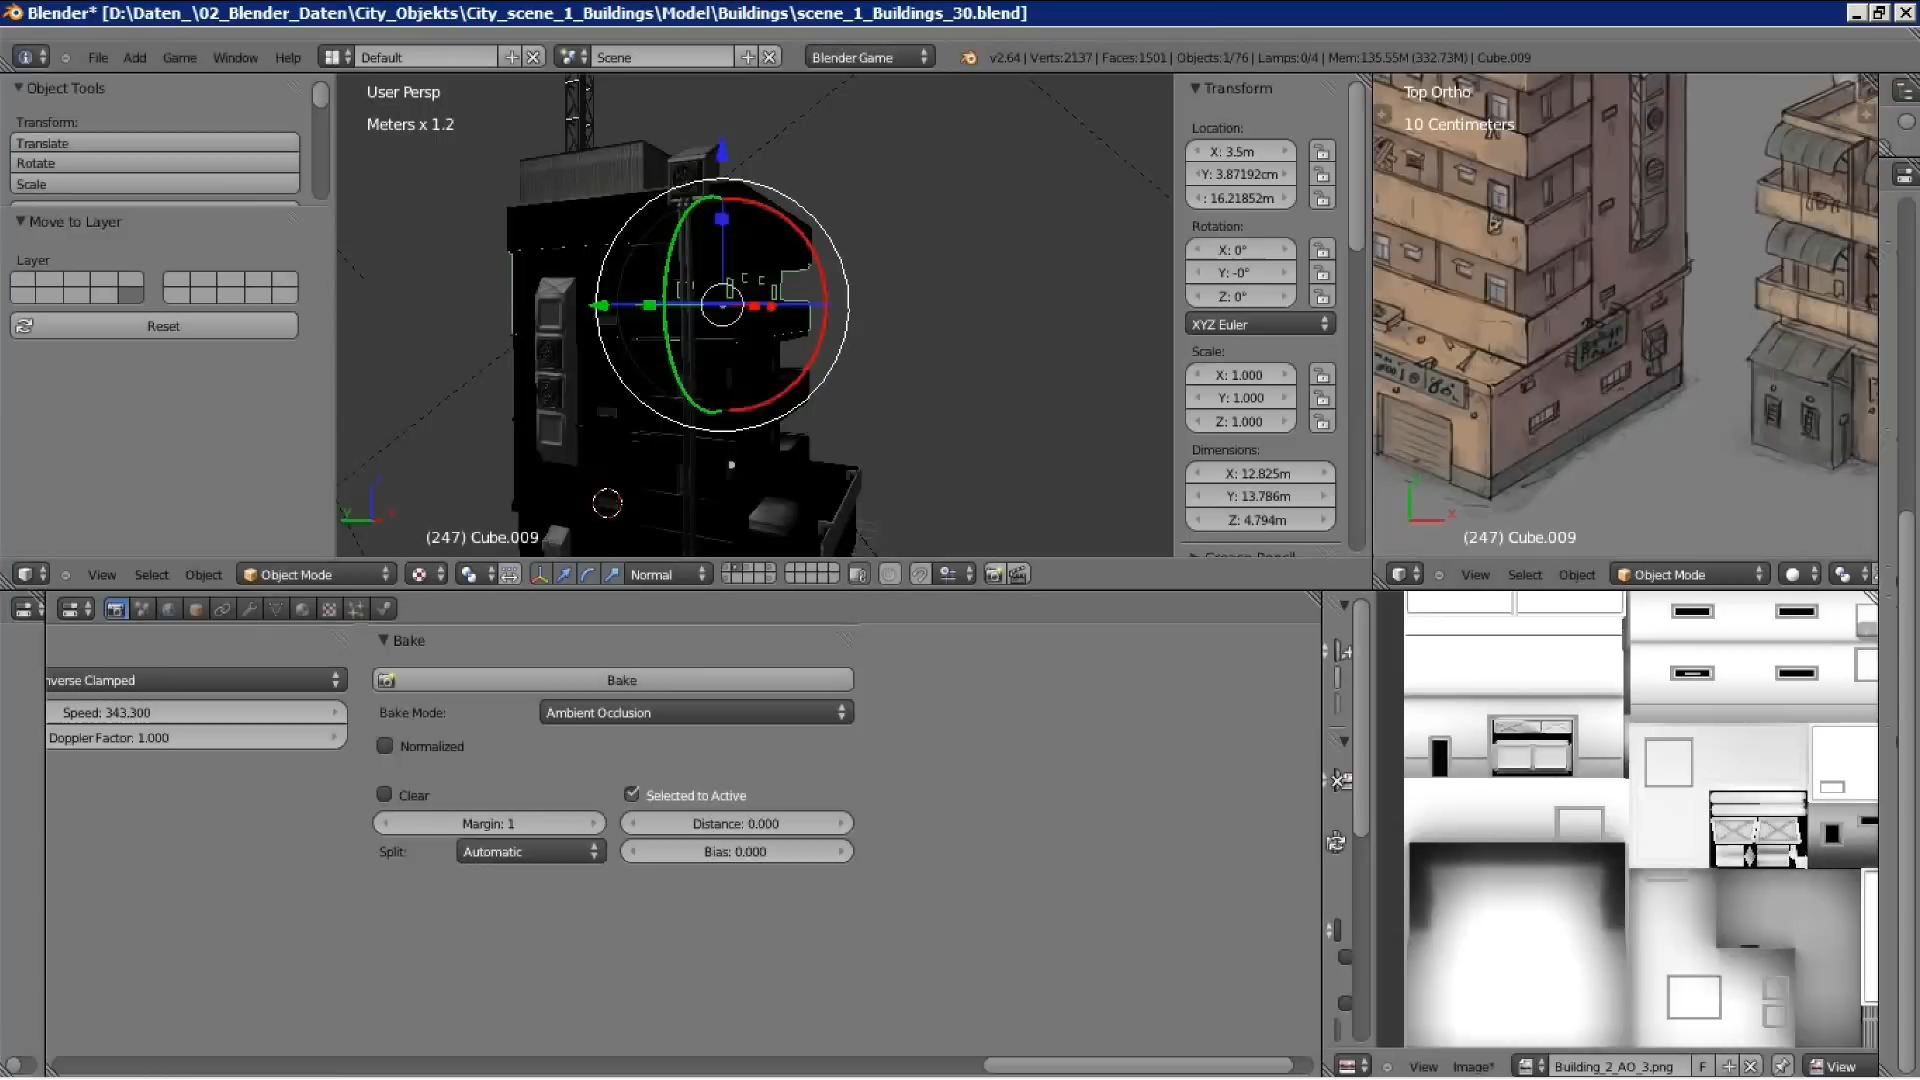 Blender* [D:\Daten_\02_Blender_Daten\City_Objekts\City_scene_1_Buildings\Model\Buildings\scene_1_Buildings_30.blend]
File Add Game Window Help Default Scene Blender Game v2.64 | Verts:2137 | Faces:1501 | Objects:1/76 | Lamps:0/4 | Mem:135.55M (332.73M) | Cube.009
Object Tools
Transform:
Translate
Rotate
Scale
Move to Layer
Layer
Reset
User Persp
Meters x 1.2
(247) Cube.009
Transform
Location:
X: 3.5m
Y: 3.87192cm
: 16.21852m
Rotation:
X: 0°
Y: -0°
Z: 0°
XYZ Euler
Scale:
X: 1.000
Y: 1.000
Z: 1.000
Dimensions:
X: 12.825m
Y: 13.786m
Z: 4.794m
Grease Pencil
Top Ortho
10 Centimeters
(247) Cube.009
View Select Object Object Mode Normal
View Select Object Object Mode
Bake
nverse Clamped
Speed: 343.300
Doppler Factor: 1.000
Bake
Bake Mode: Ambient Occlusion
Normalized
Clear Selected to Active
Margin: 1 Distance: 0.000
Split: Automatic Bias: 0.000
View Image* Building_2_AO_3.png F View